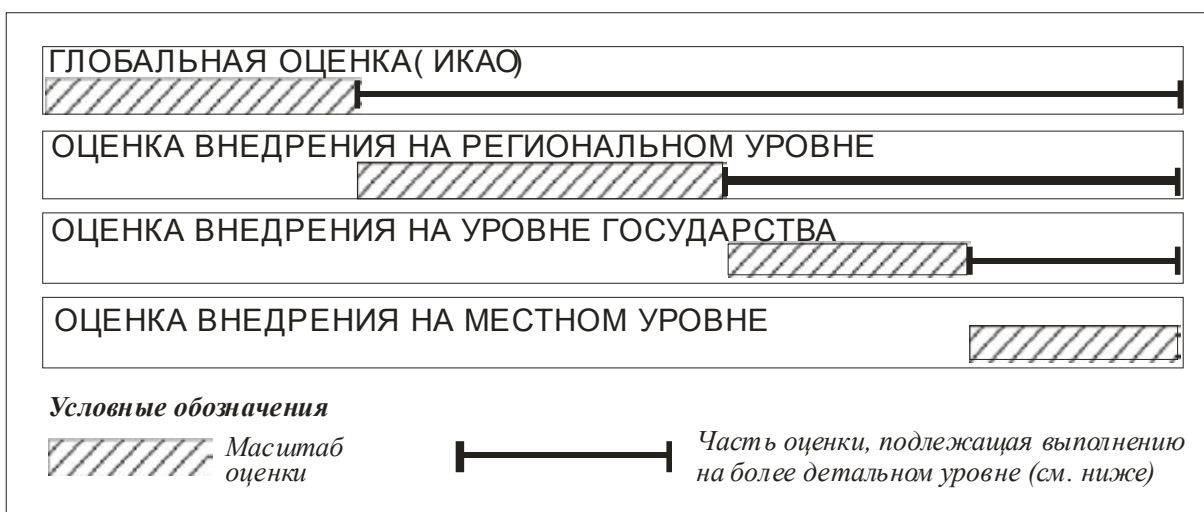 ГЛОБАЛЬНАЯ ОЦЕНКА( ИКАО)
ОЦЕНКА ВНЕДРЕНИЯ НА РЕГИОНАЛЬНОМ УРОВНЕ
ОЦЕНКА ВНЕДРЕНИЯ НА УРОВНЕ ГОСУДАРСТВА
ОЦЕНКА ВНЕДРЕНИЯ НА МЕСТНОМ УРОВНЕ
Условные обозначения
Масштаб
оценки
Часть оценки, подлежащая выполнению
на более детальном уровне (см. ниже)